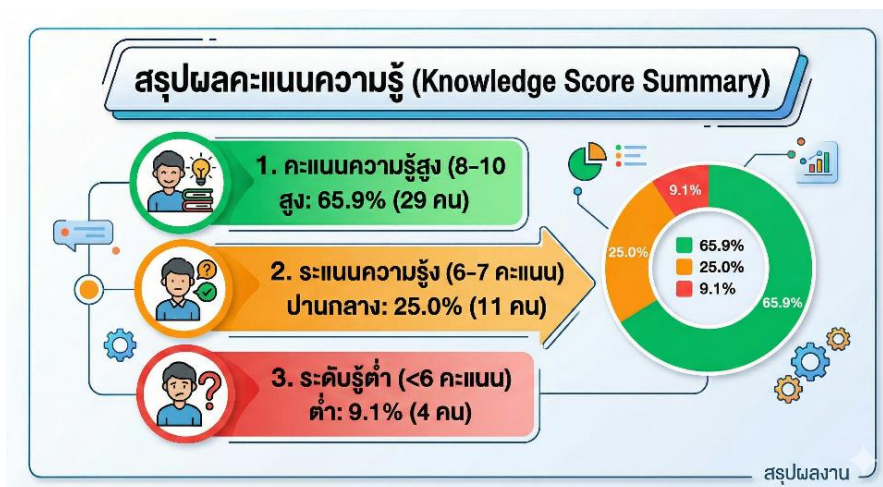 สรุปผลคะแนนความรู้ (Knowledge Score Summary)
1. คะแนนความรู้สูง (8-10
สูง: 65.9% (29 คน)
2. ระแนนความรู้ง (6-7 คะแนน)
ปานกลาง: 25.0% (11 คน)
3. ระดับรู้ต่ำ (<6 คะแนน)
ต่ำ: 9.1% (4 คน)
9.1%
25.0%
65.9%
25.0%
9.1%
65.9%
สรุปผลงาน